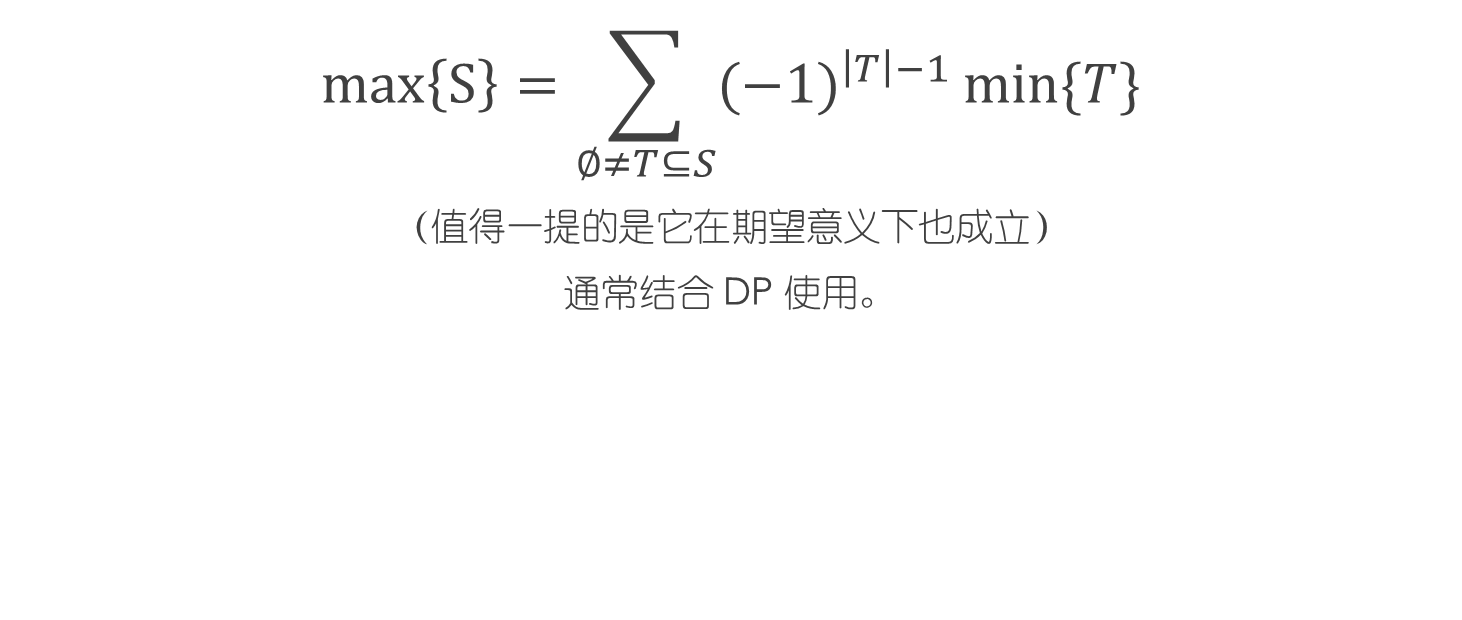 max{S} = ∑ (−1)^{|T|−1} min{T}
∅≠T⊆S
(值得一提的是它在期望意义下也成立)
通常结合 DP 使用。